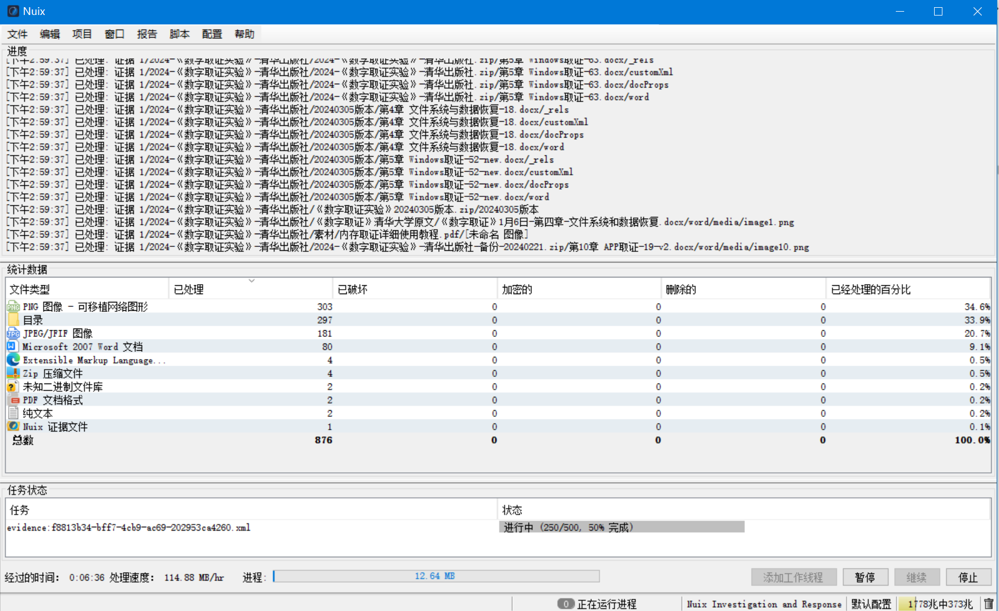 Nuix
文件 编辑 项目 窗口 报告 脚本 配置 帮助
进度
[下午2:59:37] 已处理: 证据 1/2024-《数字取证实验》-清华出版社/2024-《数字取证实验》-清华出版社.zip/第5章 Windows取证-63.docx/_rels
[下午2:59:37] 已处理: 证据 1/2024-《数字取证实验》-清华出版社/2024-《数字取证实验》-清华出版社.zip/第5章 Windows取证-63.docx/customXml
[下午2:59:37] 已处理: 证据 1/2024-《数字取证实验》-清华出版社/2024-《数字取证实验》-清华出版社.zip/第5章 Windows取证-63.docx/docProps
[下午2:59:37] 已处理: 证据 1/2024-《数字取证实验》-清华出版社/2024-《数字取证实验》-清华出版社.zip/第5章 Windows取证-63.docx/word
[下午2:59:37] 已处理: 证据 1/2024-《数字取证实验》-清华出版社/20240305版本/第4章 文件系统与数据恢复-18.docx/_rels
[下午2:59:37] 已处理: 证据 1/2024-《数字取证实验》-清华出版社/20240305版本/第4章 文件系统与数据恢复-18.docx/customXml
[下午2:59:37] 已处理: 证据 1/2024-《数字取证实验》-清华出版社/20240305版本/第4章 文件系统与数据恢复-18.docx/docProps
[下午2:59:37] 已处理: 证据 1/2024-《数字取证实验》-清华出版社/20240305版本/第4章 文件系统与数据恢复-18.docx/word
[下午2:59:37] 已处理: 证据 1/2024-《数字取证实验》-清华出版社/20240305版本/第5章 Windows取证-52-new.docx/_rels
[下午2:59:37] 已处理: 证据 1/2024-《数字取证实验》-清华出版社/20240305版本/第5章 Windows取证-52-new.docx/customXml
[下午2:59:37] 已处理: 证据 1/2024-《数字取证实验》-清华出版社/20240305版本/第5章 Windows取证-52-new.docx/docProps
[下午2:59:37] 已处理: 证据 1/2024-《数字取证实验》-清华出版社/20240305版本/第5章 Windows取证-52-new.docx/word
[下午2:59:37] 已处理: 证据 1/2024-《数字取证实验》-清华出版社/《数字取证实验》20240305版本.zip/20240305版本
[下午2:59:37] 已处理: 证据 1/2024-《数字取证实验》-清华出版社/《数字取证》清华大学原文/《数字取证》1月6日-第四章-文件系统和数据恢复.docx/word/media/image1.png
[下午2:59:37] 已处理: 证据 1/2024-《数字取证实验》-清华出版社/素材/内存取证详细使用教程.pdf/[未命名 图像]
[下午2:59:37] 已处理: 证据 1/2024-《数字取证实验》-清华出版社/2024-《数字取证实验》-清华出版社-备份-20240221.zip/第10章 APP取证-19-v2.docx/word/media/image10.png
统计数据
文件类型 已处理 已破坏 加密的 删除的 已经处理的百分比
PNG 图像 - 可移植网络图形 303 0 0 0 34.6%
目录 297 0 0 0 33.9%
JPEG/JFIF 图像 181 0 0 0 20.7%
Microsoft 2007 Word 文档 80 0 0 0 9.1%
Extensible Markup Language... 4 0 0 0 0.5%
Zip 压缩文件 4 0 0 0 0.5%
未知二进制文件库 2 0 0 0 0.2%
PDF 文档格式 2 0 0 0 0.2%
纯文本 2 0 0 0 0.2%
Nuix 证据文件 1 0 0 0 0.1%
总数 876 0 0 0 100.0%
任务状态
任务 状态
evidence:f8813b34-bff7-4cb9-ac69-202953ca4260.xml 进行中 (250/500, 50% 完成)
经过的时间: 0:06:36 处理速度: 114.88 MB/hr 进程: 12.64 MB 添加工作线程 暂停 继续 停止
0 正在运行进程 Nuix Investigation and Response 默认配置 1778兆中373兆